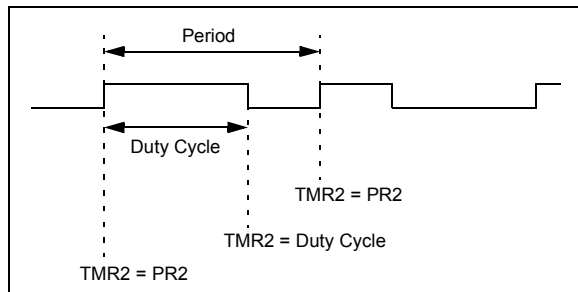 Period
Duty Cycle
TMR2 = PR2
TMR2 = Duty Cycle
TMR2 = PR2